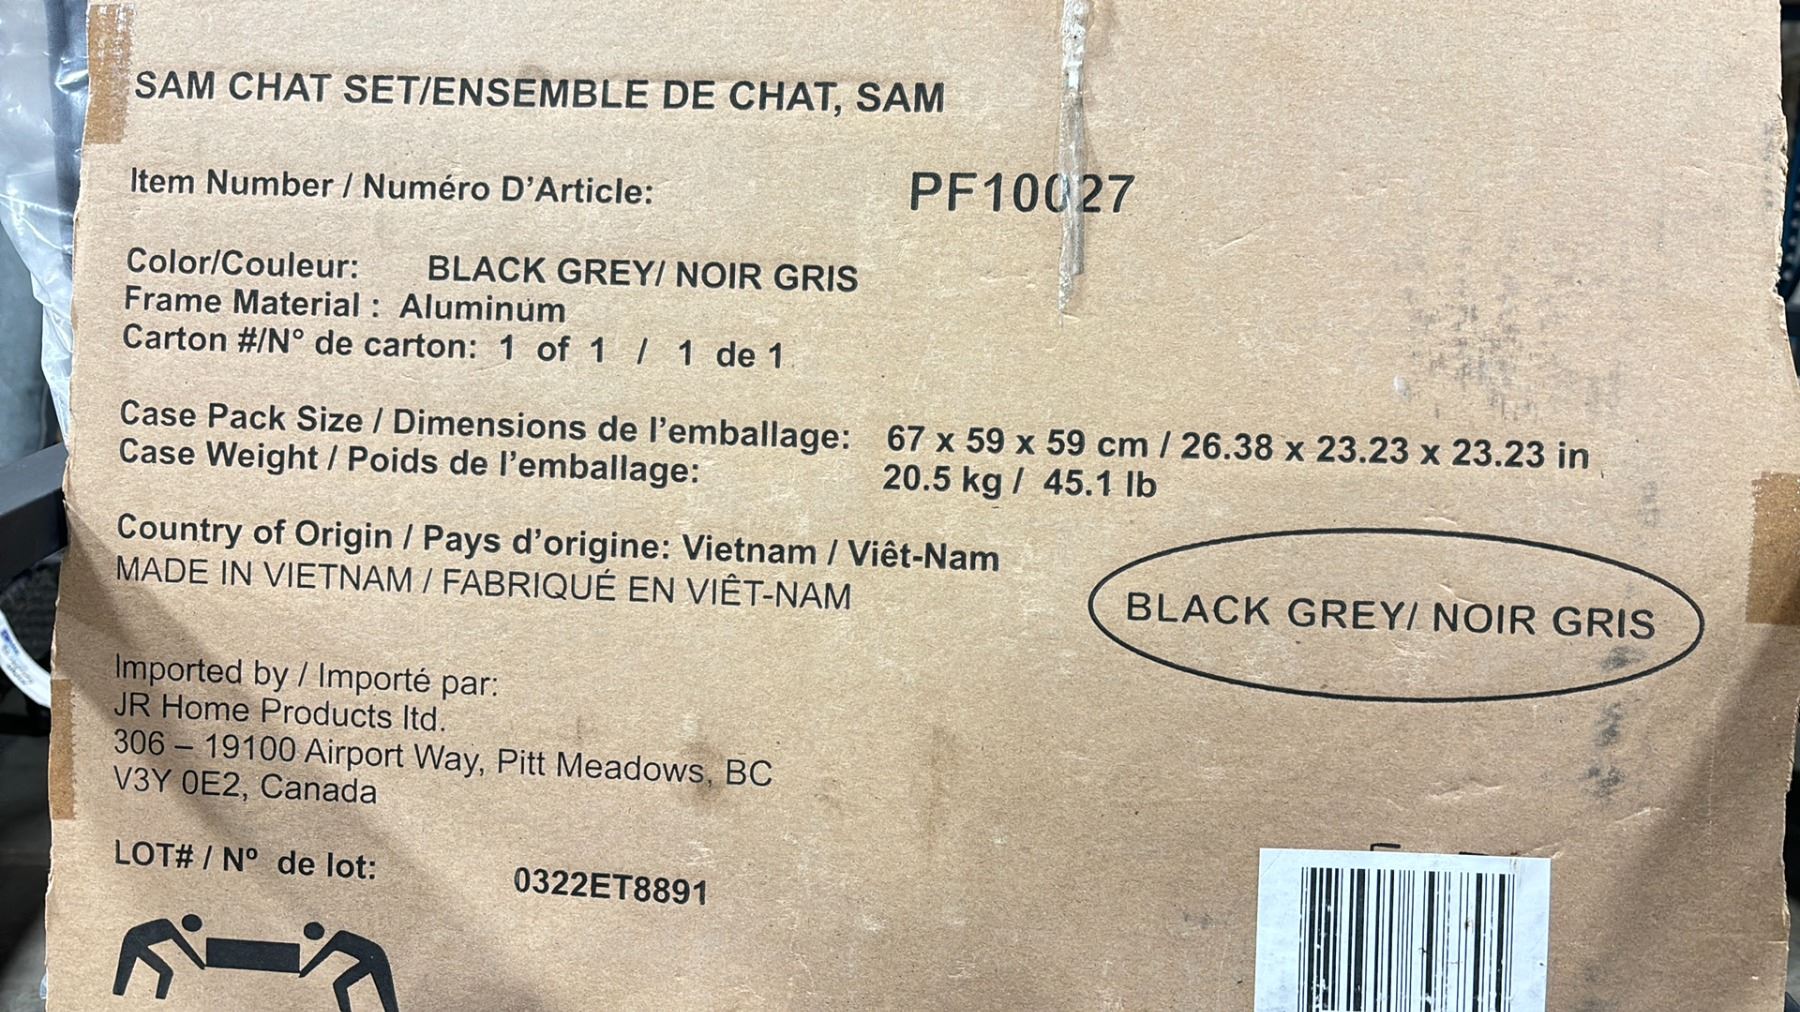 SAM CHAT SET/ENSEMBLE DE CHAT, SAM
Item Number / Numéro D'Article: PF10027
Color/Couleur: BLACK GREY/ NOIR GRIS
Frame Material : Aluminum
Carton #/N° de carton: 1 of 1 / 1 de 1
Case Pack Size / Dimensions de l'emballage: 67 x 59 x 59 cm / 26.38 x 23.23 x 23.23 in
Case Weight / Poids de l'emballage: 20.5 kg / 45.1 lb
Country of Origin / Pays d'origine: Vietnam / Viêt-Nam
MADE IN VIETNAM / FABRIQUÉ EN VIÊT-NAM
BLACK GREY/ NOIR GRIS
Imported by / Importé par:
JR Home Products ltd.
306 – 19100 Airport Way, Pitt Meadows, BC
V3Y 0E2, Canada
LOT# / Nº de lot: 0322ET8891